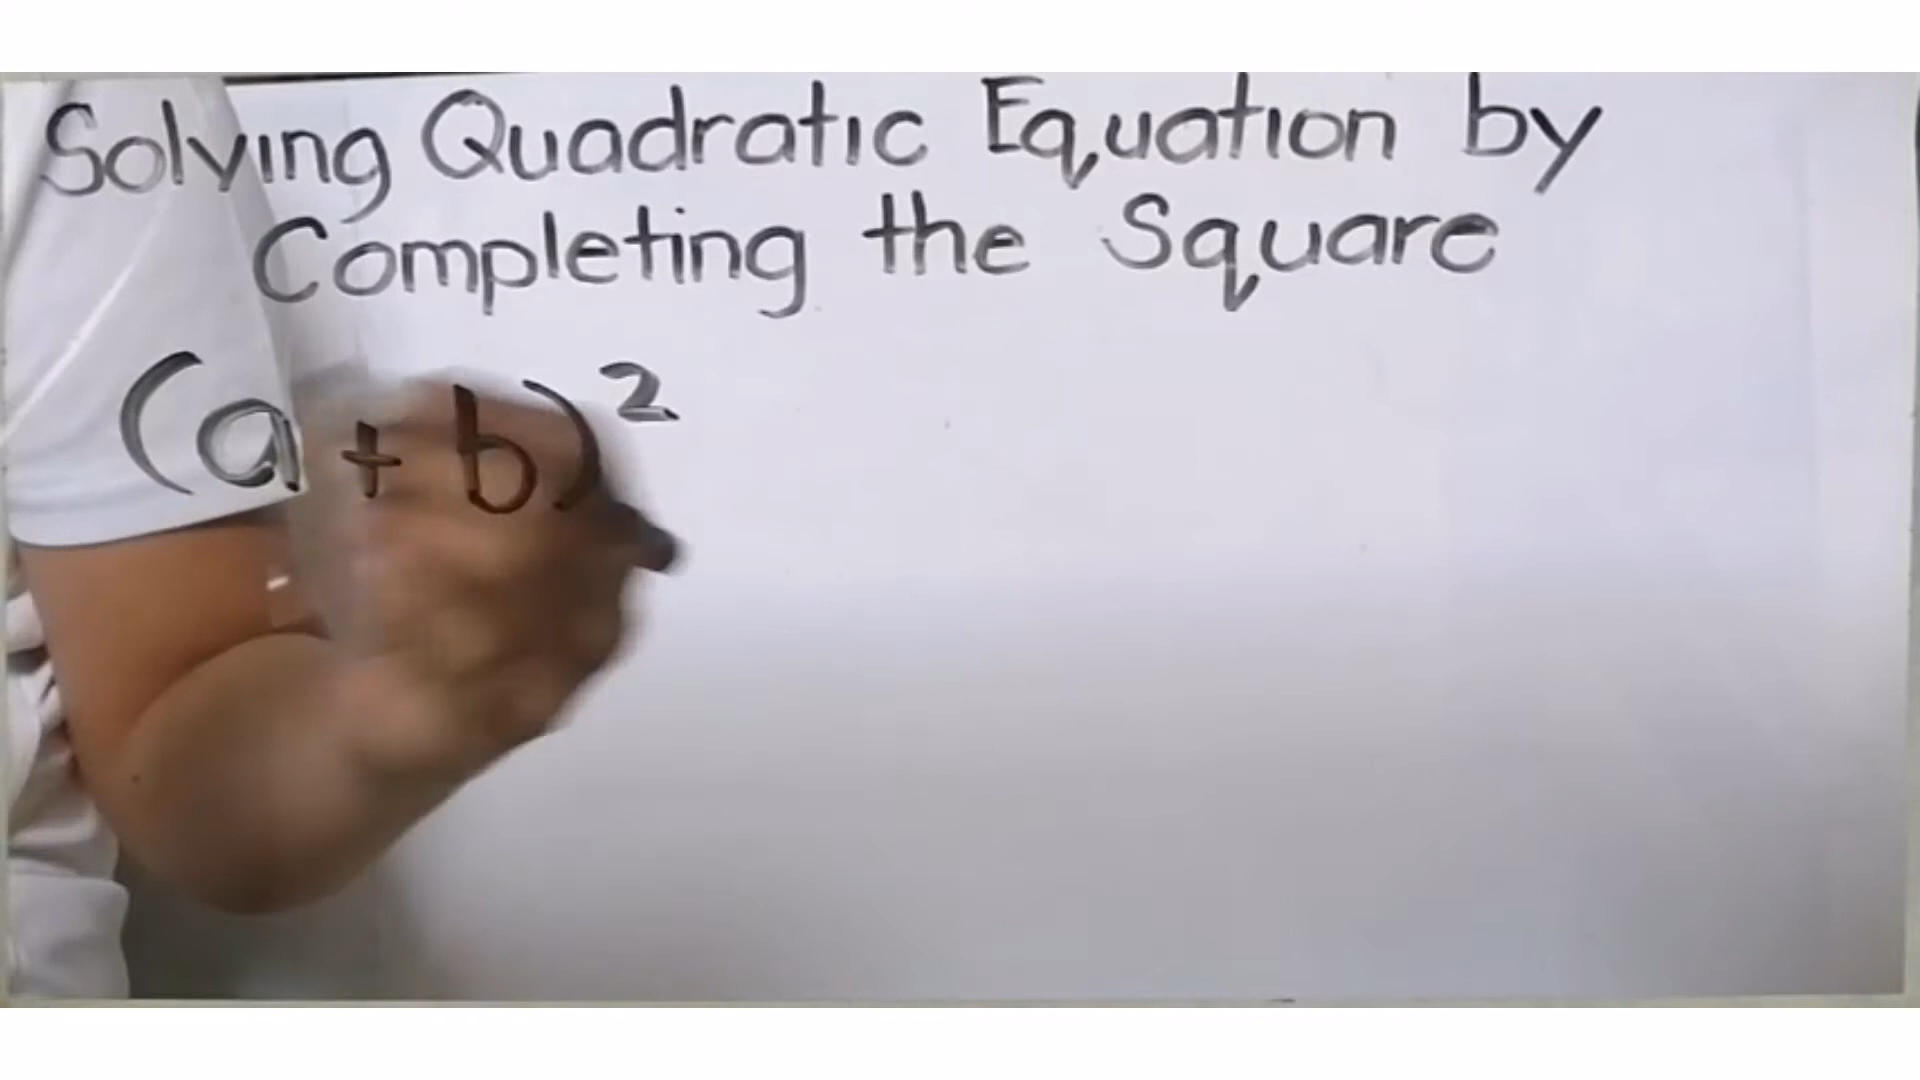 Solving Quadratic Equation by
Completing the Square
(a + b)²